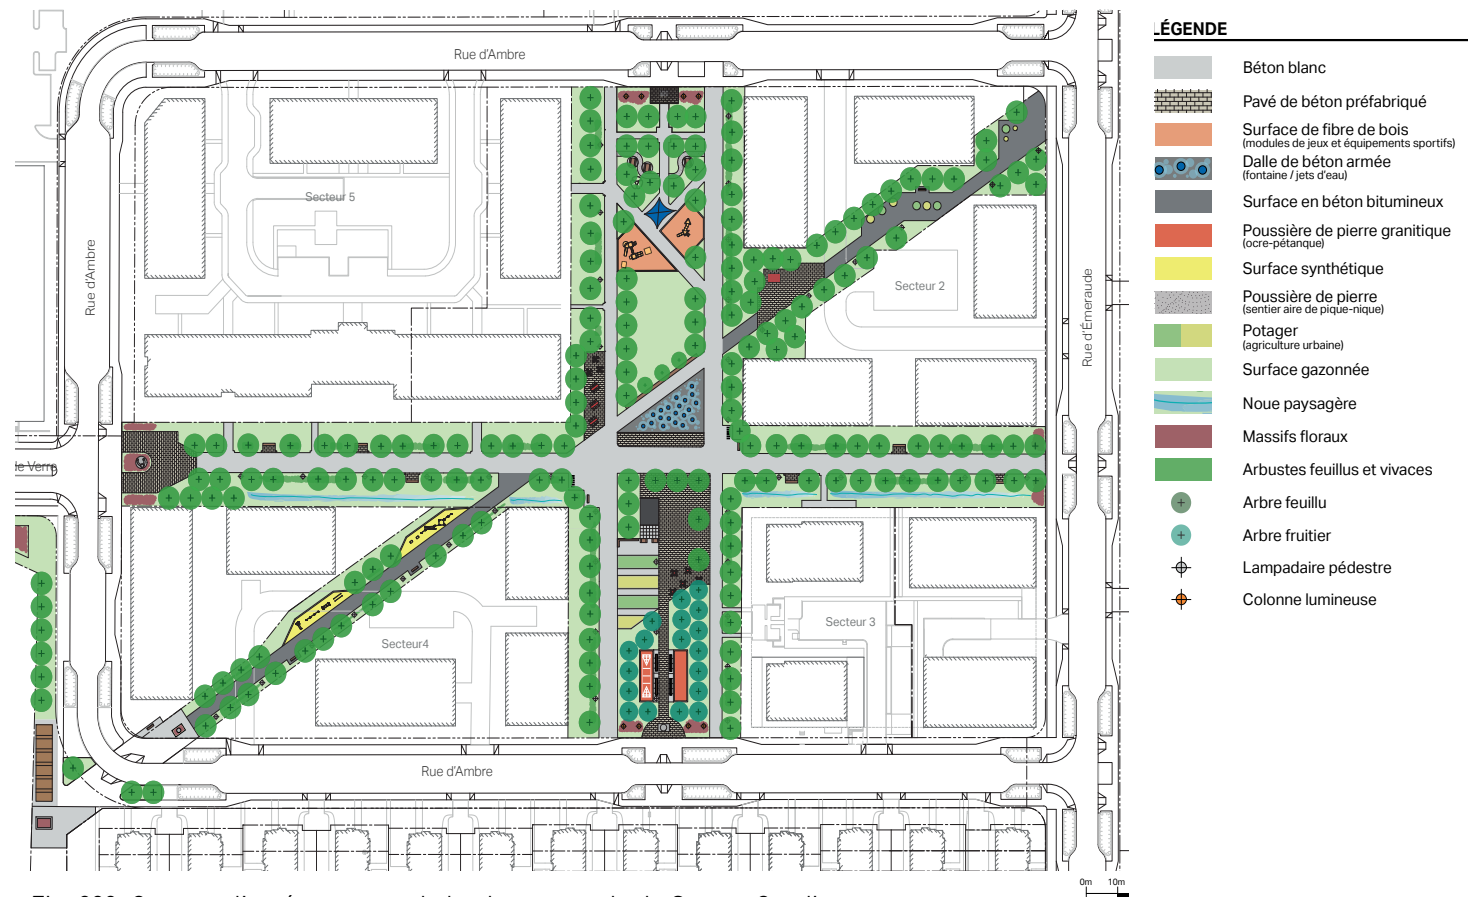 Rue d'Ambre
LÉGENDE
Béton blanc
Pavé de béton préfabriqué
Surface de fibre de bois
(modules de jeux et équipements sportifs)
Dalle de béton armée
(fontaine / jets d'eau)
Surface en béton bitumineux
Poussière de pierre granitique
(ocre-pétanque)
Surface synthétique
Poussière de pierre
(sentier aire de pique-nique)
Potager
(agriculture urbaine)
Surface gazonnée
Noue paysagère
Massifs floraux
Arbustes feuillus et vivaces
Arbre feuillu
Arbre fruitier
Lampadaire pédestre
Colonne lumineuse
Secteur 5
Rue d'Ambre
Secteur 2
Rue d'Émeraude
Verre
Secteur 3
Secteur4
Rue d'Ambre
0m 10m